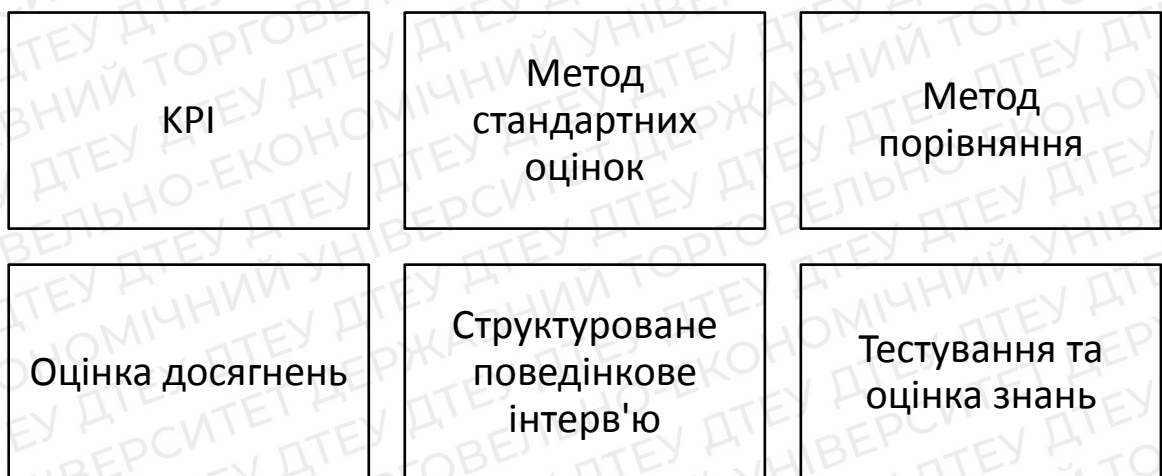 KPI
Метод
стандартних
оцінок
Метод
порівняння
Оцінка досягнень
Структуроване
поведінкове
інтерв'ю
Тестування та
оцінка знань